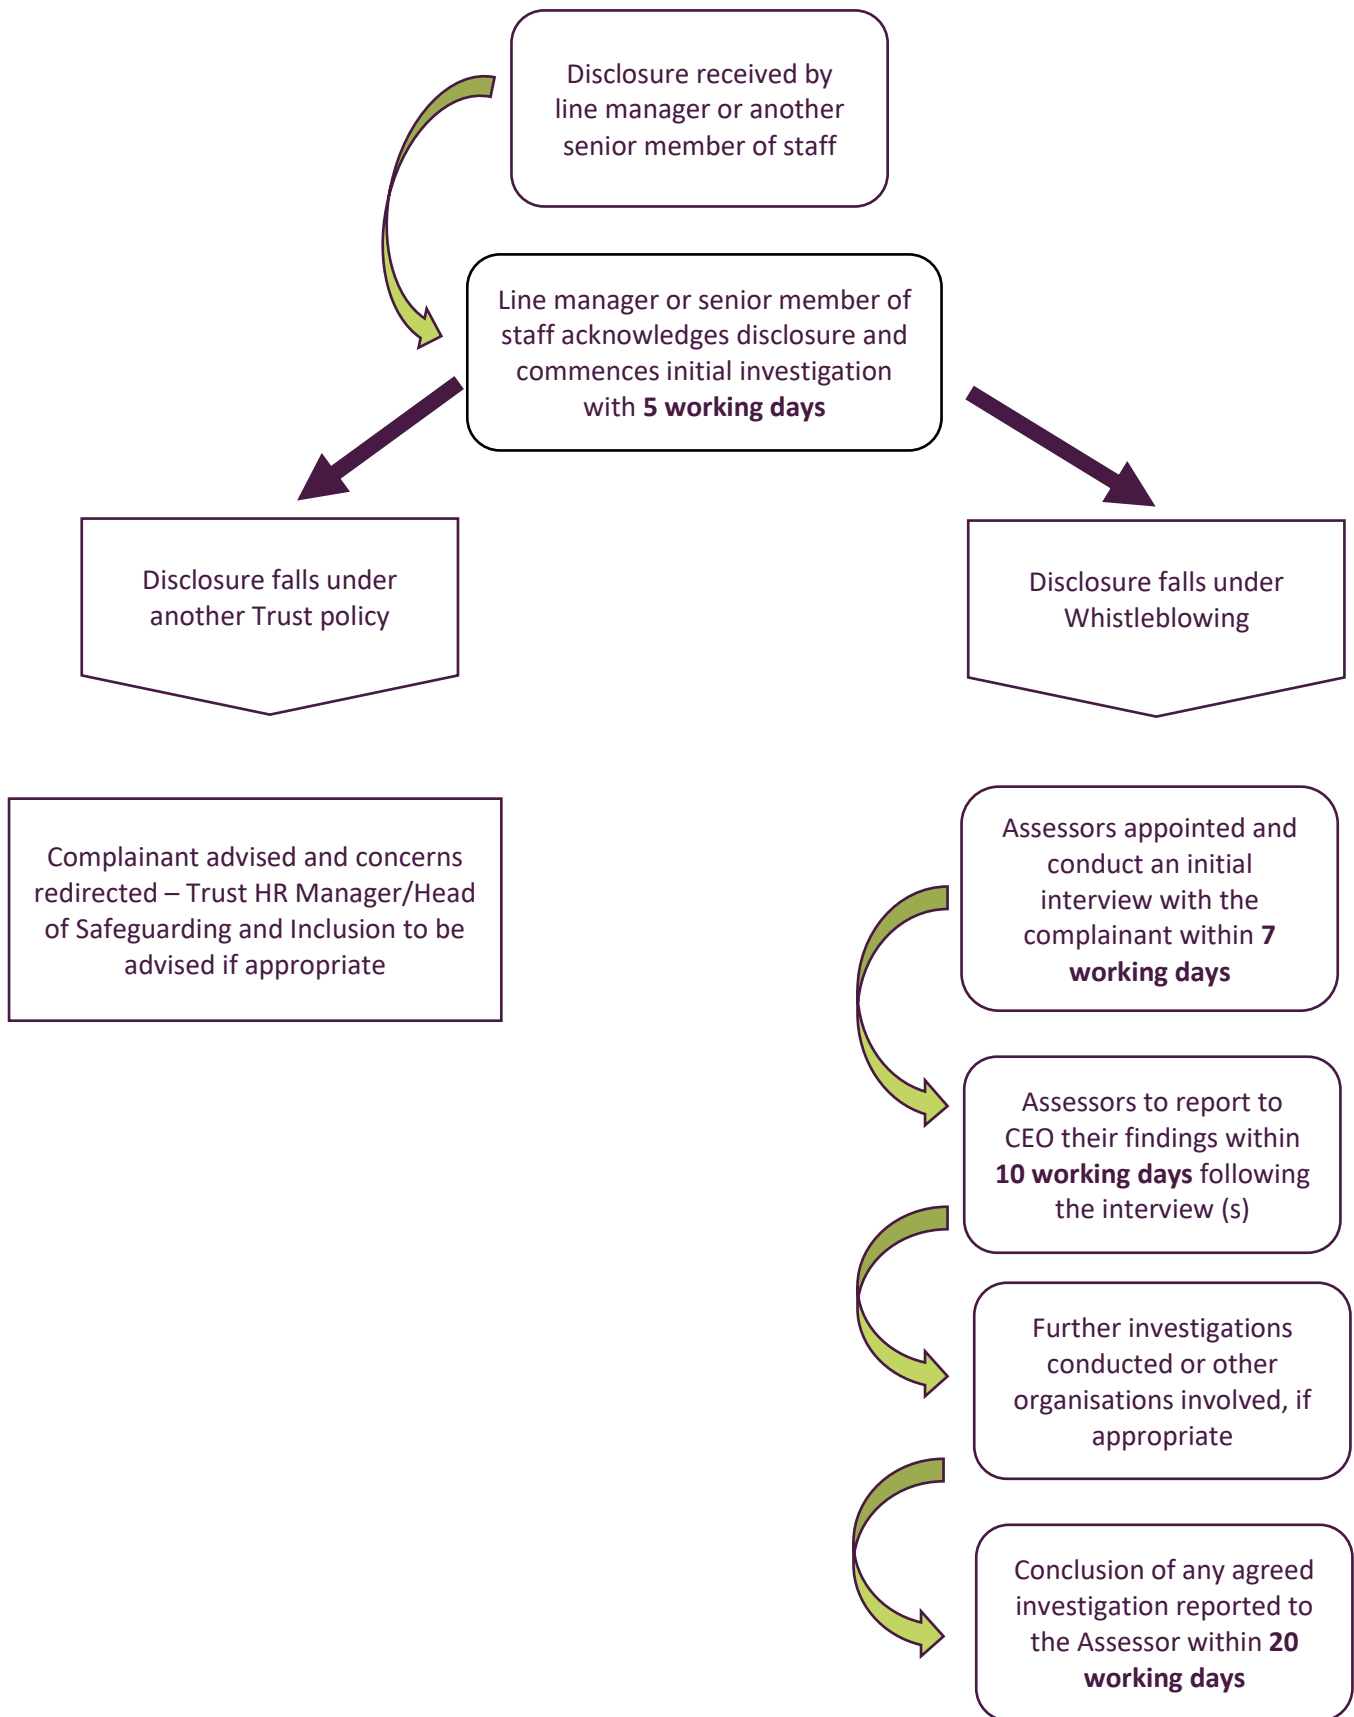 Disclosure received by
line manager or another
senior member of staff
Line manager or senior member of
staff acknowledges disclosure and
commences initial investigation
with 5 working days
Disclosure falls under
another Trust policy
Disclosure falls under
Whistleblowing
Complainant advised and concerns
redirected – Trust HR Manager/Head
of Safeguarding and Inclusion to be
advised if appropriate
Assessors appointed and
conduct an initial
interview with the
complainant within 7
working days
Assessors to report to
CEO their findings within
10 working days following
the interview (s)
Further investigations
conducted or other
organisations involved, if
appropriate
Conclusion of any agreed
investigation reported to
the Assessor within 20
working days